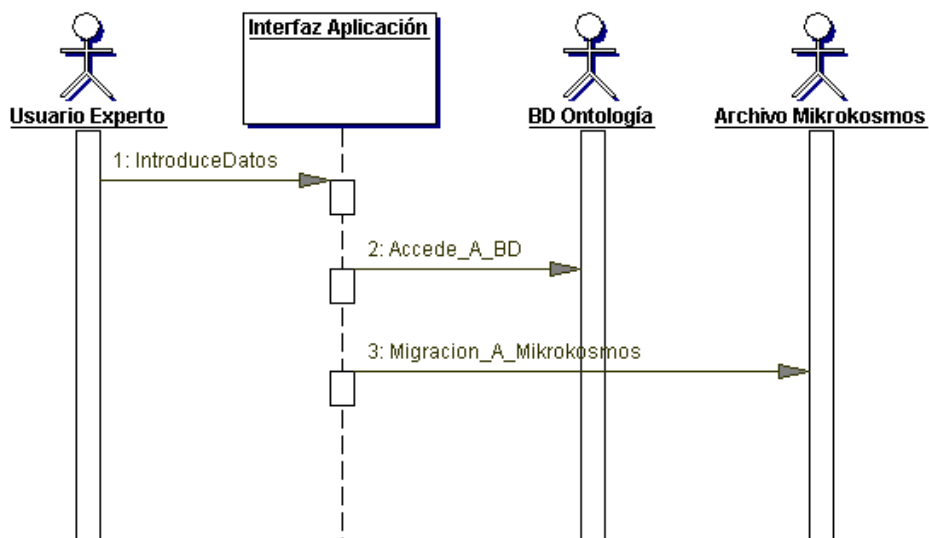 Interfaz Aplicación
Usuario Experto
BD Ontología
Archivo Mikrokosmos
1: IntroduceDatos
2: Accede_A_BD
3: Migracion_A_Mikrokosmos